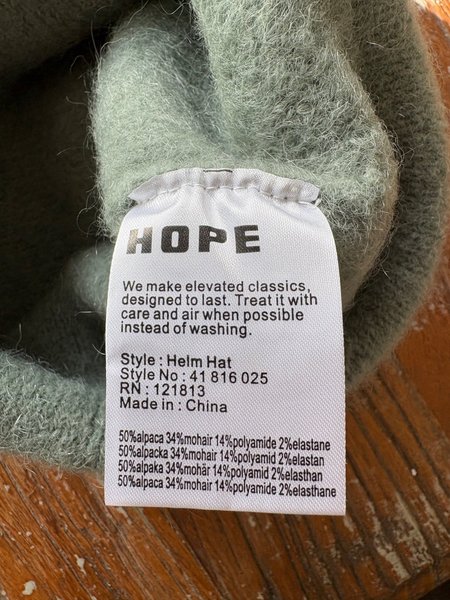 HOPE
We make elevated classics,
designed to last. Treat it with
care and air when possible
instead of washing.
Style : Helm Hat
Style No : 41 816 025
RN : 121813
Made in : China
50%alpaca 34%mohair 14%polyamide 2%elastane
50%alpacka 34%mohair 14%polyamid 2%elastan
50%alpaka 34%mohär 14%polyamid 2%elasthan
50%alpaca 34%mohair 14%polyamide 2%elasthane